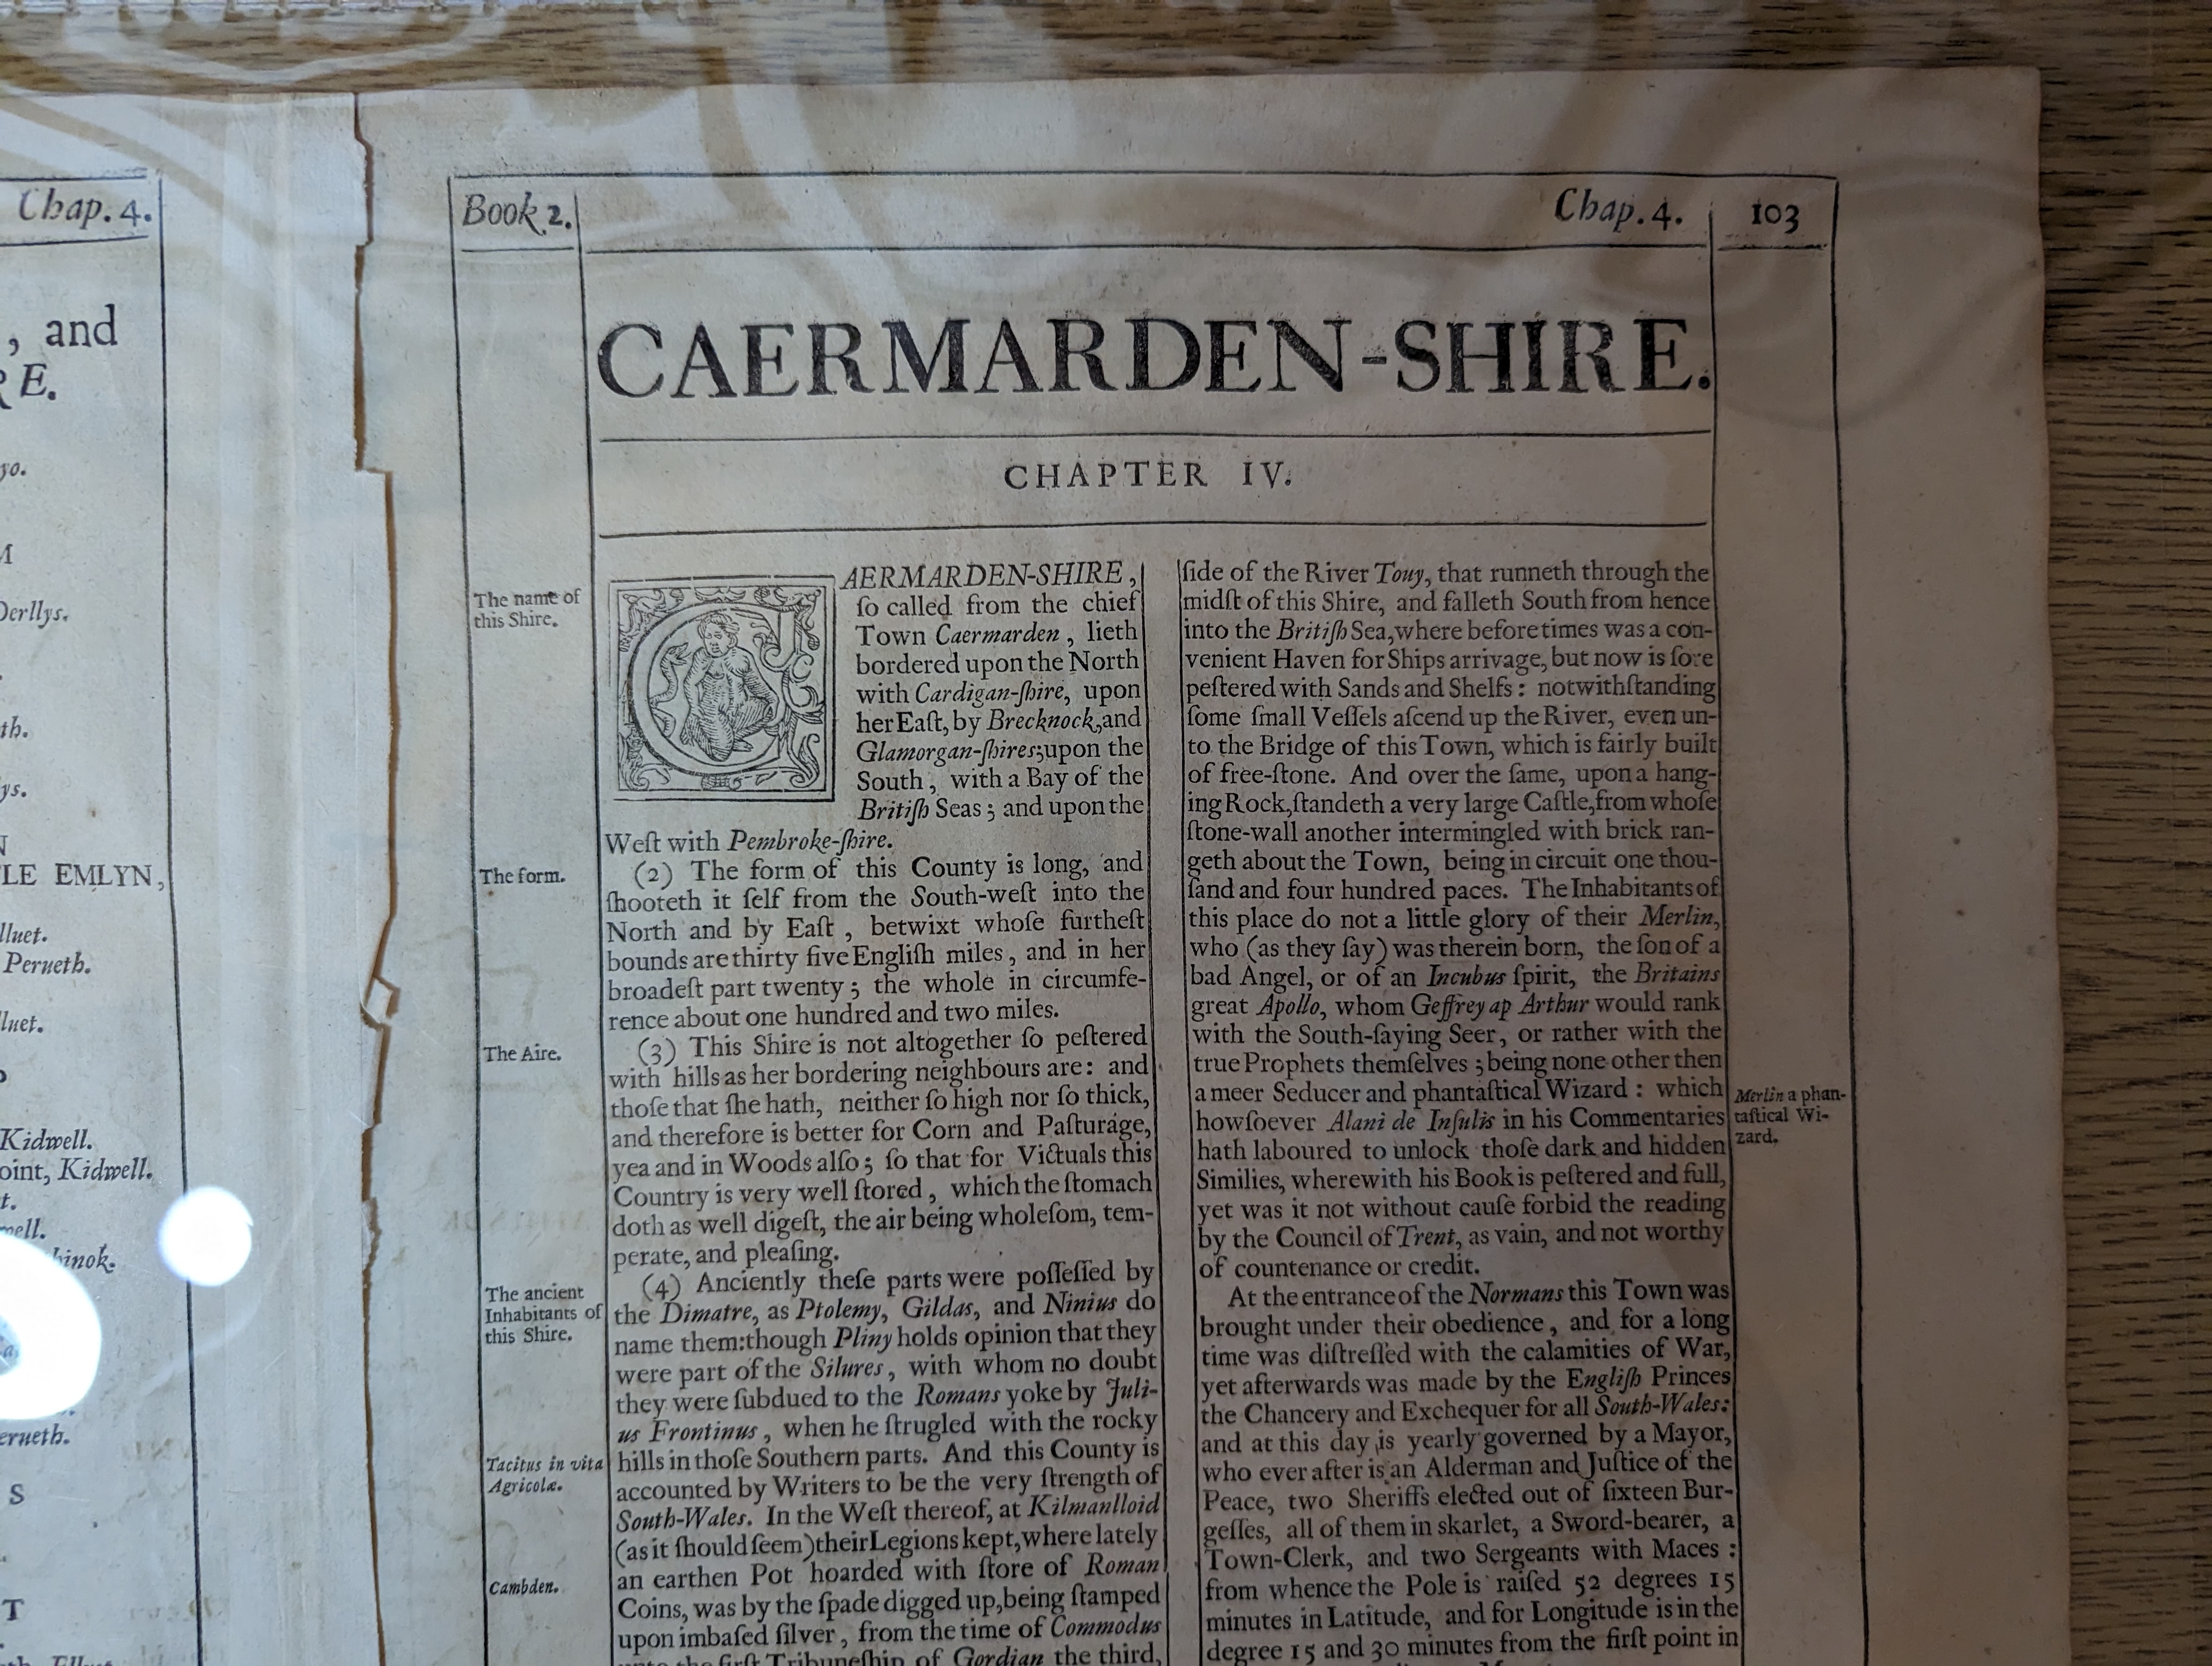 Chap. 4.
, and
RE.
yo.
M
Derllys.
th.
ys.
N
LE EMLYN,
lluet.
Perueth.
lluet.
Kidwell.
oint, Kidwell.
t.
well.
hinok.
erueth.
S
T
Book 2.
Chap. 4.
103
CAERMARDEN-SHIRE.
CHAPTER IV.
The name of
this Shire.
The form.
The Aire.
The ancient
Inhabitants of
this Shire.
Tacitus in vita
Agricolæ.
Cambden.
CAERMARDEN-SHIRE,
ſo called from the chief
Town Caermarden, lieth
bordered upon the North
with Cardigan-ſhire, upon
her Eaſt, by Brecknock, and
Glamorgan-ſhires; upon the
South, with a Bay of the
Britiſh Seas; and upon the
Weſt with Pembroke-ſhire.
(2) The form of this County is long, and
ſhooteth it ſelf from the South-weſt into the
North and by Eaſt, betwixt whoſe furtheſt
bounds are thirty five Engliſh miles, and in her
broadeſt part twenty; the whole in circumfe-
rence about one hundred and two miles.
(3) This Shire is not altogether ſo peſtered
with hills as her bordering neighbours are: and
thoſe that ſhe hath, neither ſo high nor ſo thick,
and therefore is better for Corn and Paſturage,
yea and in Woods alſo; ſo that for Victuals this
Country is very well ſtored, which the ſtomach
doth as well digeſt, the air being wholeſom, tem-
perate, and pleaſing.
(4) Anciently theſe parts were poſſeſſed by
the Dimatre, as Ptolemy, Gildas, and Ninius do
name them: though Pliny holds opinion that they
were part of the Silures, with whom no doubt
they were ſubdued to the Romans yoke by Juli-
us Frontinus, when he ſtrugled with the rocky
hills in thoſe Southern parts. And this County is
accounted by Writers to be the very ſtrength of
South-Wales. In the Weſt thereof, at Kilmanlloid
(as it ſhould ſeem) their Legions kept, where lately
an earthen Pot hoarded with ſtore of Roman
Coins, was by the ſpade digged up, being ſtamped
upon imbaſed ſilver, from the time of Commodus
unto the firſt Tribuneſhip of Gordian the third,
ſide of the River Touy, that runneth through the
midſt of this Shire, and falleth South from hence
into the Britiſh Sea, where beforetimes was a con-
venient Haven for Ships arrivage, but now is ſore
peſtered with Sands and Shelfs: notwithſtanding
ſome ſmall Veſſels aſcend up the River, even un-
to the Bridge of this Town, which is fairly built
of free-ſtone. And over the ſame, upon a hang-
ing Rock, ſtandeth a very large Caſtle, from whoſe
ſtone-wall another intermingled with brick ran-
geth about the Town, being in circuit one thou-
ſand and four hundred paces. The Inhabitants of
this place do not a little glory of their Merlin,
who (as they ſay) was therein born, the ſon of a
bad Angel, or of an Incubus ſpirit, the Britains
great Apollo, whom Geffrey ap Arthur would rank
with the South-ſaying Seer, or rather with the
true Prophets themſelves; being none other then
a meer Seducer and phantaſtical Wizard: which
howſoever Alani de Inſulis in his Commentaries
hath laboured to unlock thoſe dark and hidden
Similies, wherewith his Book is peſtered and full,
yet was it not without cauſe forbid the reading
by the Council of Trent, as vain, and not worthy
of countenance or credit.
At the entrance of the Normans this Town was
brought under their obedience, and for a long
time was diſtreſſed with the calamities of War,
yet afterwards was made by the Engliſh Princes
the Chancery and Exchequer for all South-Wales:
and at this day is yearly governed by a Mayor,
who ever after is an Alderman and Juſtice of the
Peace, two Sheriffs elected out of ſixteen Bur-
geſſes, all of them in skarlet, a Sword-bearer, a
Town-Clerk, and two Sergeants with Maces:
from whence the Pole is raiſed 52 degrees 15
minutes in Latitude, and for Longitude is in the
degree 15 and 30 minutes from the firſt point in
Merlin a phan-
taſtical Wi-
zard.